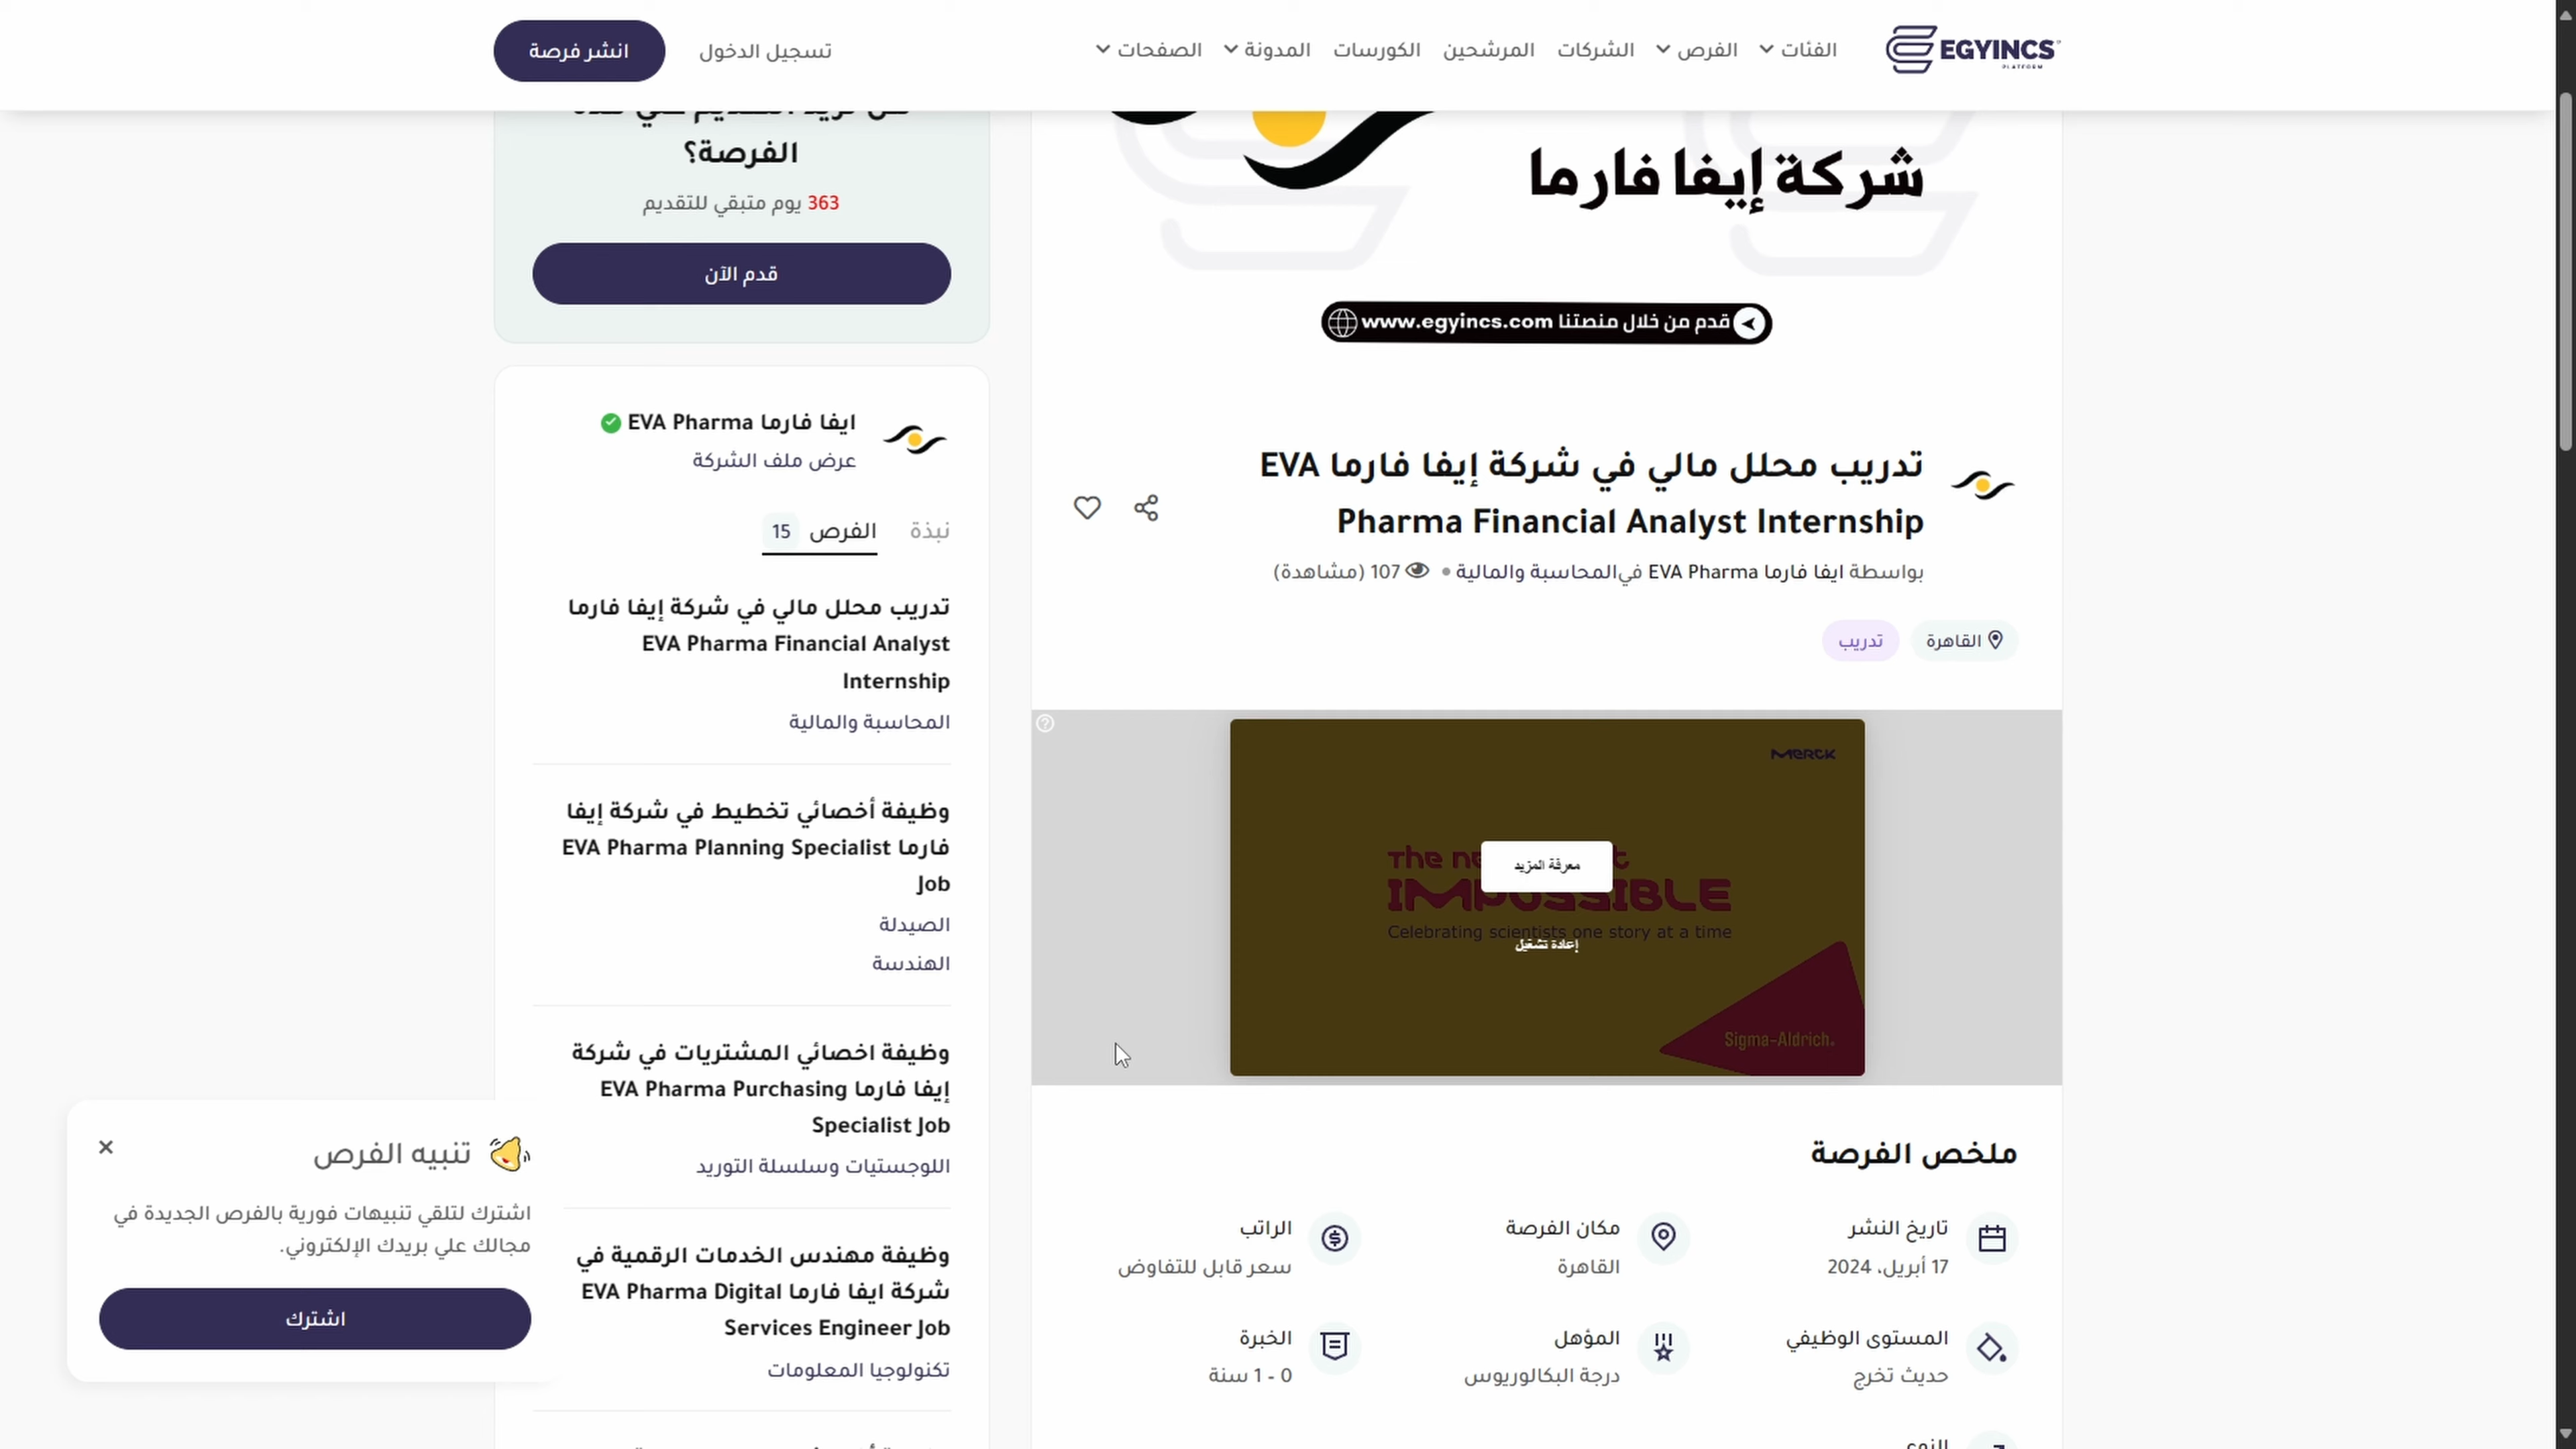 EGYINCS
PLATFORM
الفئات
الفرص
الشركات
المرشحين
الكورسات
المدونة
الصفحات
تسجيل الدخول
انشر فرصة
شركة إيفا فارما
قدم من خلال منصتنا www.egyincs.com
تدريب محلل مالي في شركة إيفا فارما EVA
Pharma Financial Analyst Internship
بواسطة ايفا فارما EVA Pharma في المحاسبة والمالية • 107 (مشاهدة)
القاهرة
تدريب
MERCK
معرفة المزيد
IMPOSSIBLE
Celebrating scientists one story at a time
إعادة تشغيل
Sigma-Aldrich.
ملخص الفرصة
تاريخ النشر
17 أبريل، 2024
مكان الفرصة
القاهرة
الراتب
سعر قابل للتفاوض
المستوى الوظيفي
حديث تخرج
المؤهل
درجة البكالوريوس
الخبرة
0 - 1 سنة
النوع
الفرصة؟
363 يوم متبقي للتقديم
قدم الآن
ايفا فارما EVA Pharma
عرض ملف الشركة
نبذة
الفرص 15
تدريب محلل مالي في شركة إيفا فارما
EVA Pharma Financial Analyst
Internship
المحاسبة والمالية
وظيفة أخصائي تخطيط في شركة إيفا
فارما EVA Pharma Planning Specialist
Job
الصيدلة
الهندسة
وظيفة اخصائي المشتريات في شركة
إيفا فارما EVA Pharma Purchasing
Specialist Job
اللوجستيات وسلسلة التوريد
وظيفة مهندس الخدمات الرقمية في
شركة ايفا فارما EVA Pharma Digital
Services Engineer Job
تكنولوجيا المعلومات
تنبيه الفرص
اشترك لتلقي تنبيهات فورية بالفرص الجديدة في
مجالك علي بريدك الإلكتروني.
اشترك